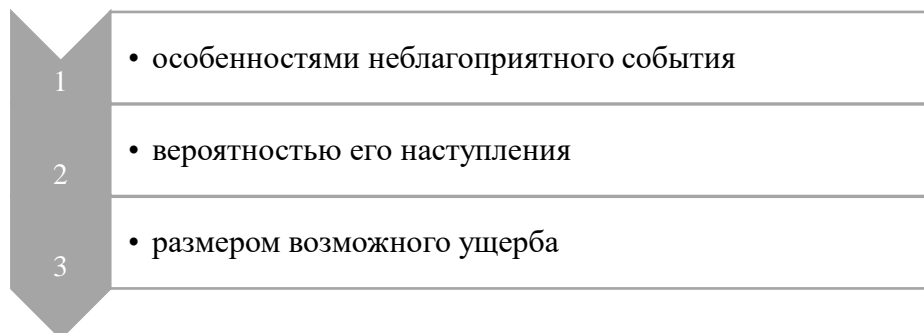 1
• особенностями неблагоприятного события
2
• вероятностью его наступления
3
• размером возможного ущерба